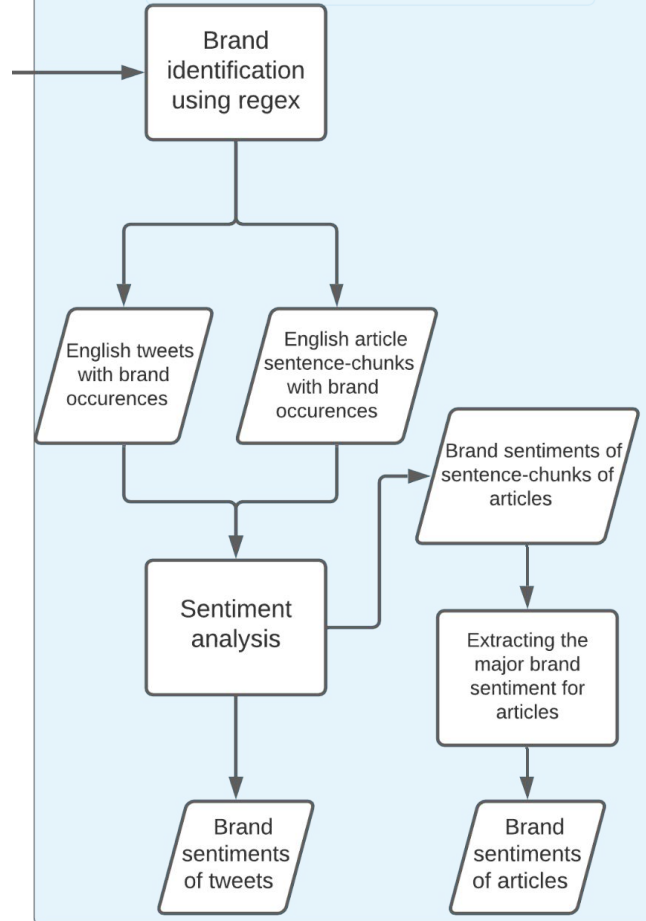 Brand
identification
using regex
English tweets
with brand
occurences
English article
sentence-chunks
with brand
occurences
Brand sentiments of
sentence-chunks of
articles
Sentiment
analysis
Extracting the
major brand
sentiment for
articles
Brand
sentiments
of tweets
Brand
sentiments
of articles